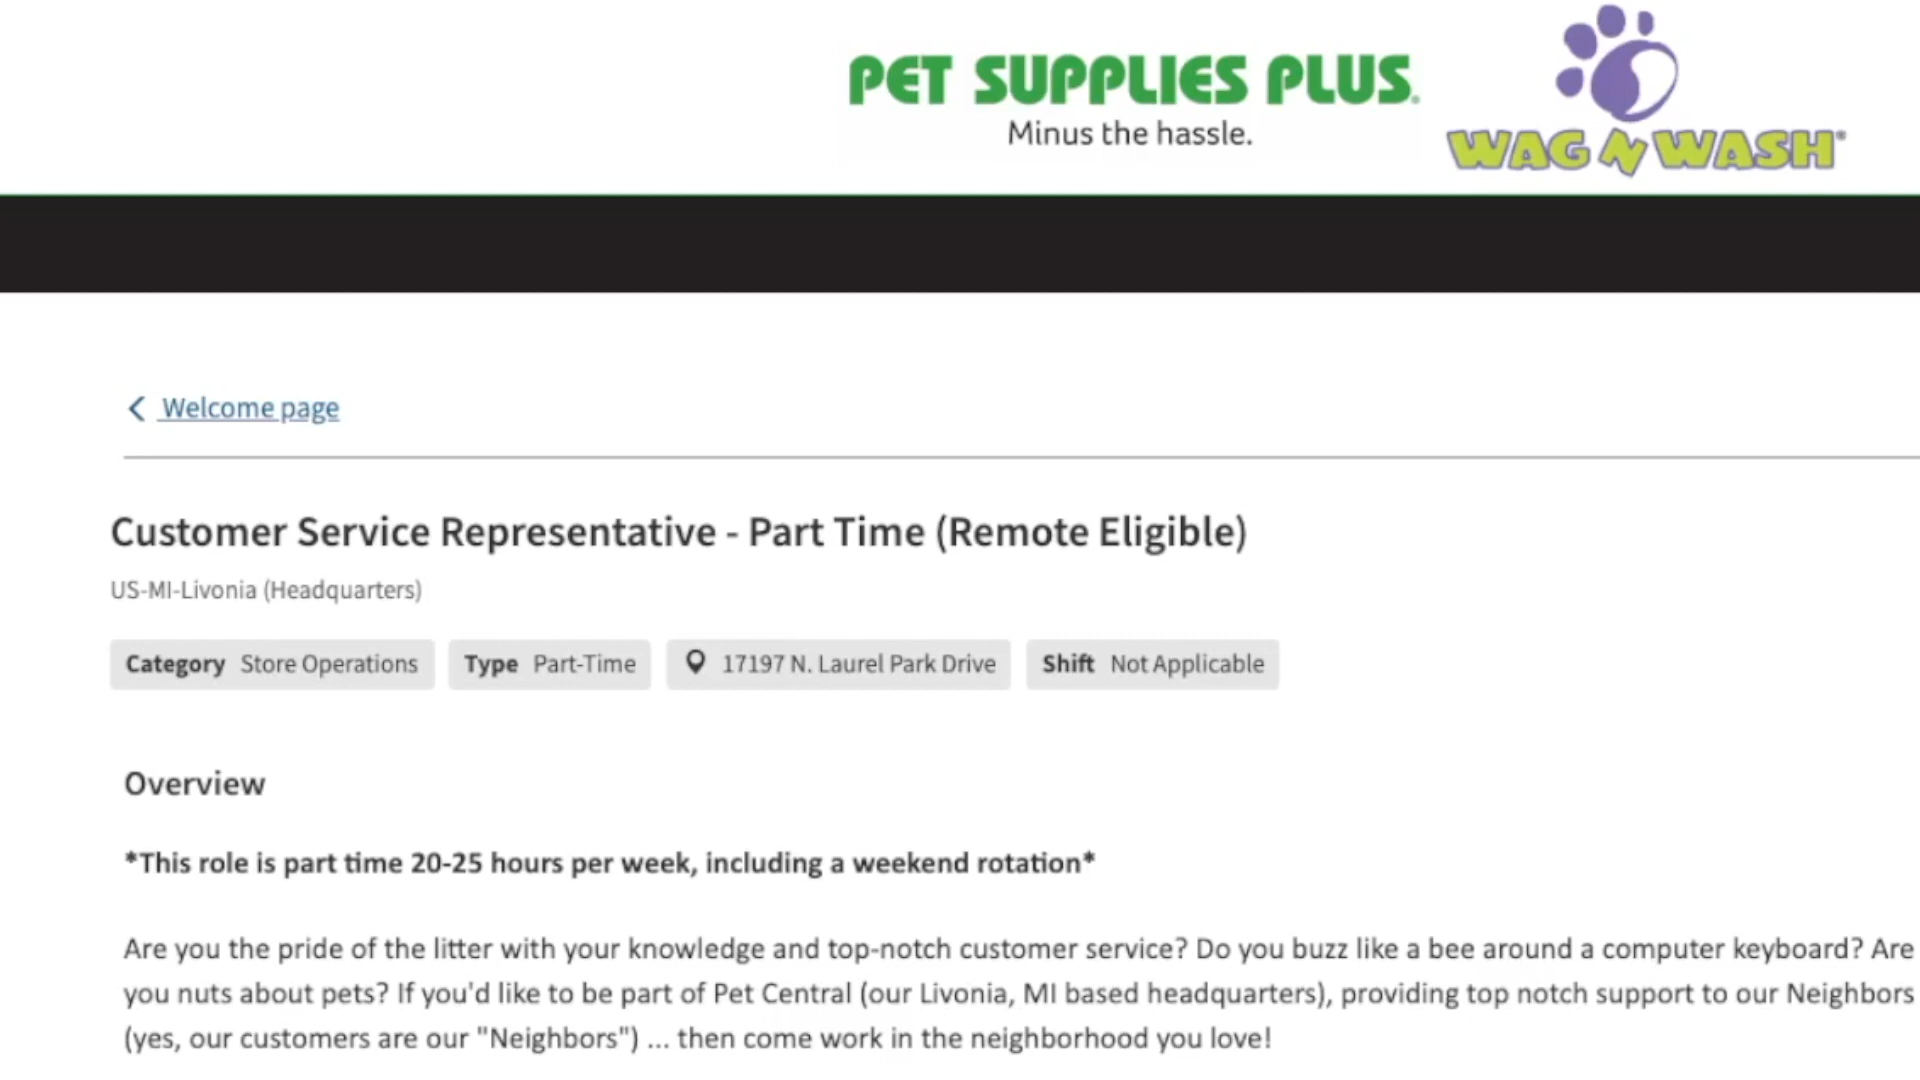 PET SUPPLIES PLUS.
Minus the hassle.
WAG N WASH®
Welcome page
Customer Service Representative - Part Time (Remote Eligible)
US-MI-Livonia (Headquarters)
Category Store Operations Type Part-Time 17197 N. Laurel Park Drive Shift Not Applicable
Overview
*This role is part time 20-25 hours per week, including a weekend rotation*
Are you the pride of the litter with your knowledge and top-notch customer service? Do you buzz like a bee around a computer keyboard? Are
you nuts about pets? If you'd like to be part of Pet Central (our Livonia, MI based headquarters), providing top notch support to our Neighbors
(yes, our customers are our "Neighbors") ... then come work in the neighborhood you love!